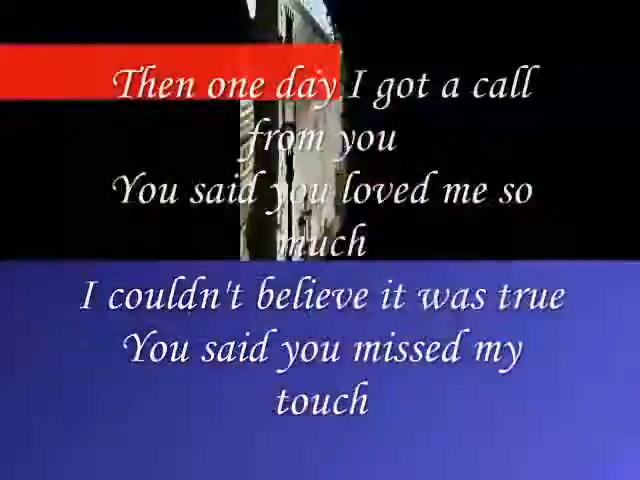 Then one day I got a call
from you
You said you loved me so
much
I couldn't believe it was true
You said you missed my
touch